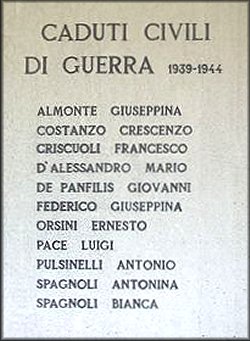 CADUTI CIVILI
DI GUERRA 1939-1944
ALMONTE GIUSEPPINA
COSTANZO CRESCENZO
CRISCUOLI FRANCESCO
D'ALESSANDRO MARIO
DE PANFILIS GIOVANNI
FEDERICO GIUSEPPINA
ORSINI ERNESTO
PACE LUIGI
PULSINELLI ANTONIO
SPAGNOLI ANTONINA
SPAGNOLI BIANCA